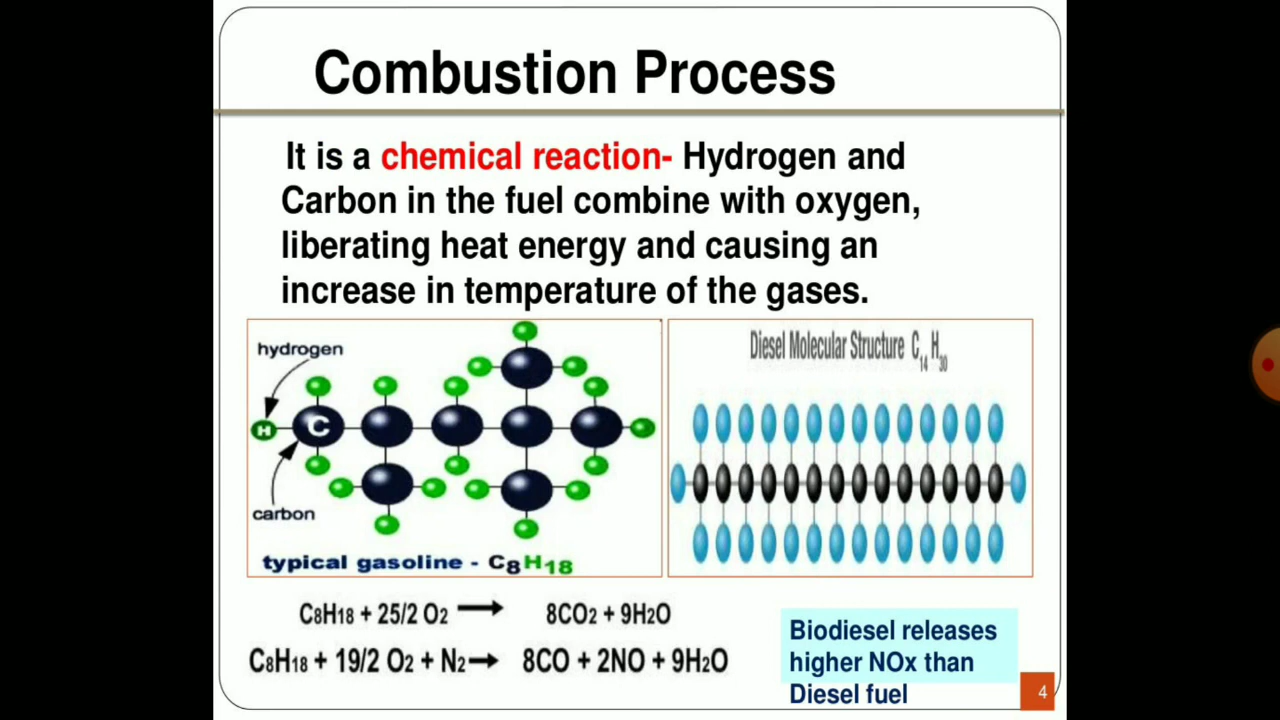 Combustion Process
It is a chemical reaction- Hydrogen and
Carbon in the fuel combine with oxygen,
liberating heat energy and causing an
increase in temperature of the gases.
hydrogen
H
C
carbon
typical gasoline - C8H18
Diesel Molecular Structure C14H30
C8H18 + 25/2 O2 → 8CO2 + 9H2O
C8H18 + 19/2 O2 + N2 → 8CO + 2NO + 9H2O
Biodiesel releases
higher NOx than
Diesel fuel
4